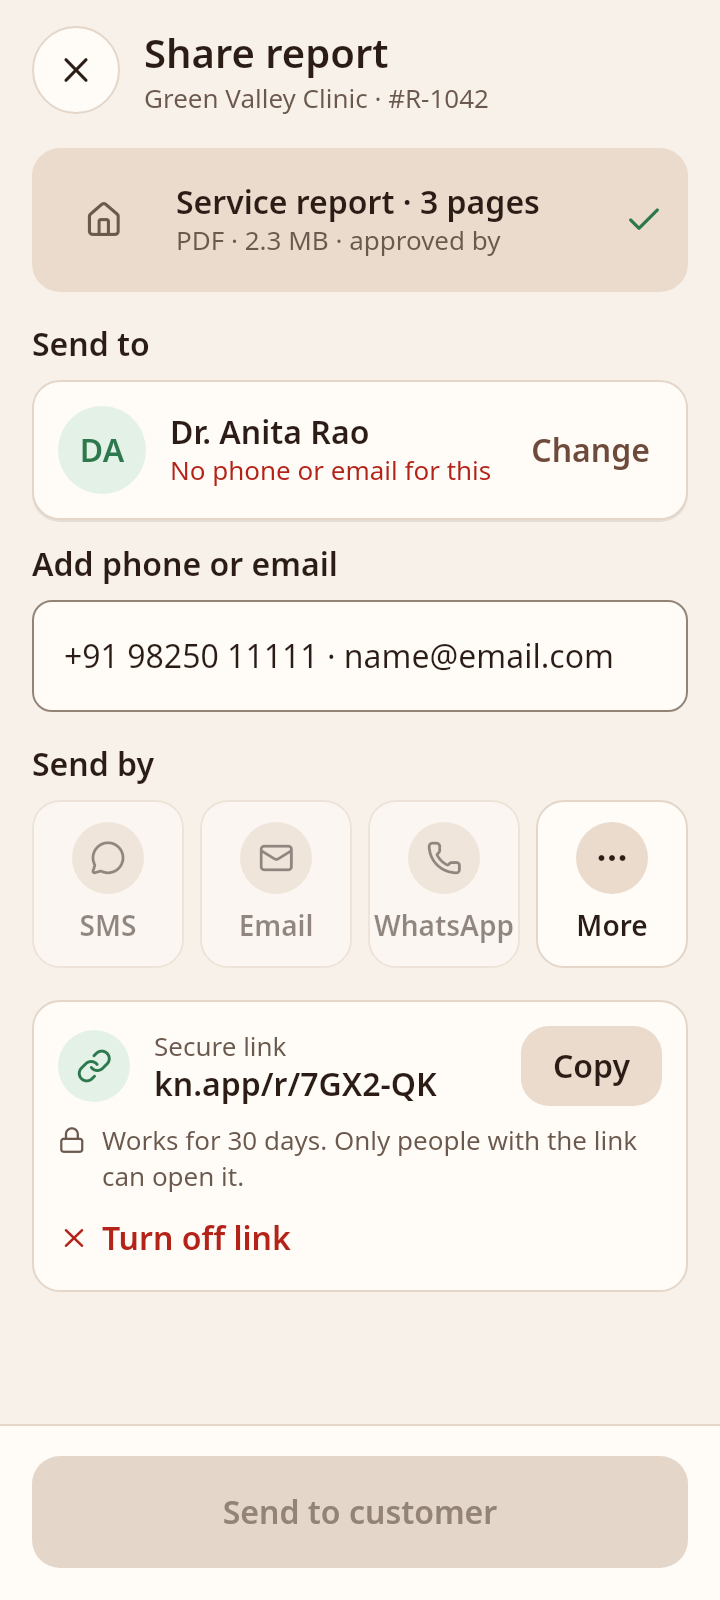 Share report
Green Valley Clinic · #R-1042
Service report · 3 pages
PDF · 2.3 MB · approved by
Send to
DA
Dr. Anita Rao
No phone or email for this
Change
Add phone or email
+91 98250 11111 · name@email.com
Send by
SMS
Email
WhatsApp
More
Secure link
kn.app/r/7GX2-QK
Copy
Works for 30 days. Only people with the link
can open it.
Turn off link
Send to customer